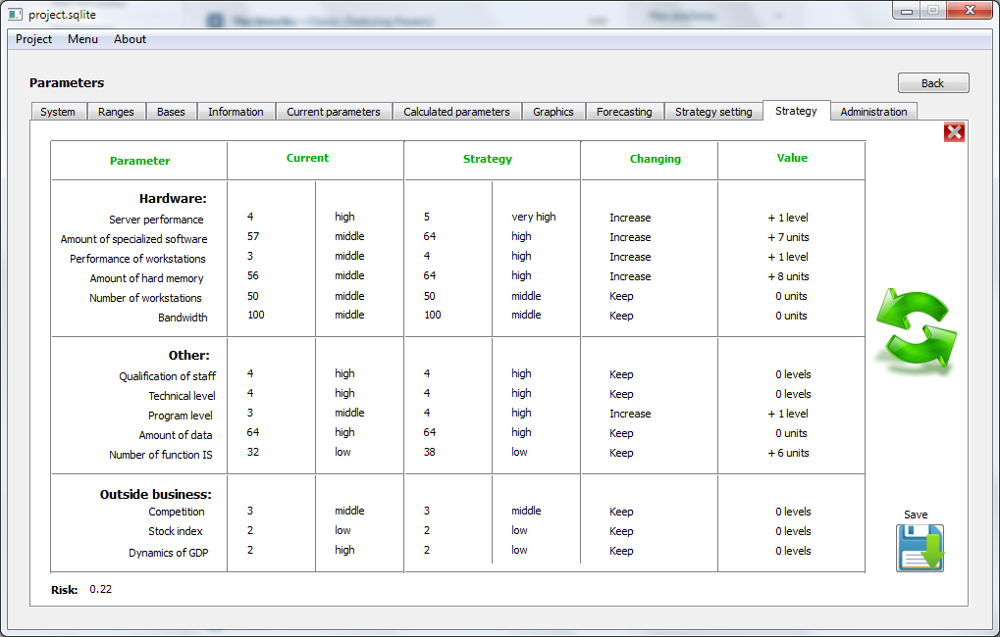 project.sqlite
Project Menu About
Parameters
Back
System Ranges Bases Information Current parameters Calculated parameters Graphics Forecasting Strategy setting Strategy Administration
Parameter Current Strategy Changing Value
Hardware:
Server performance 4 high 5 very high Increase + 1 level
Amount of specialized software 57 middle 64 high Increase + 7 units
Performance of workstations 3 middle 4 high Increase + 1 level
Amount of hard memory 56 middle 64 high Increase + 8 units
Number of workstations 50 middle 50 middle Keep 0 units
Bandwidth 100 middle 100 middle Keep 0 units
Other:
Qualification of staff 4 high 4 high Keep 0 levels
Technical level 4 high 4 high Keep 0 levels
Program level 3 middle 4 high Increase + 1 level
Amount of data 64 high 64 high Keep 0 units
Number of function IS 32 low 38 low Keep + 6 units
Outside business:
Competition 3 middle 3 middle Keep 0 levels
Stock index 2 low 2 low Keep 0 levels
Dynamics of GDP 2 high 2 low Keep 0 levels
Save
Risk: 0.22